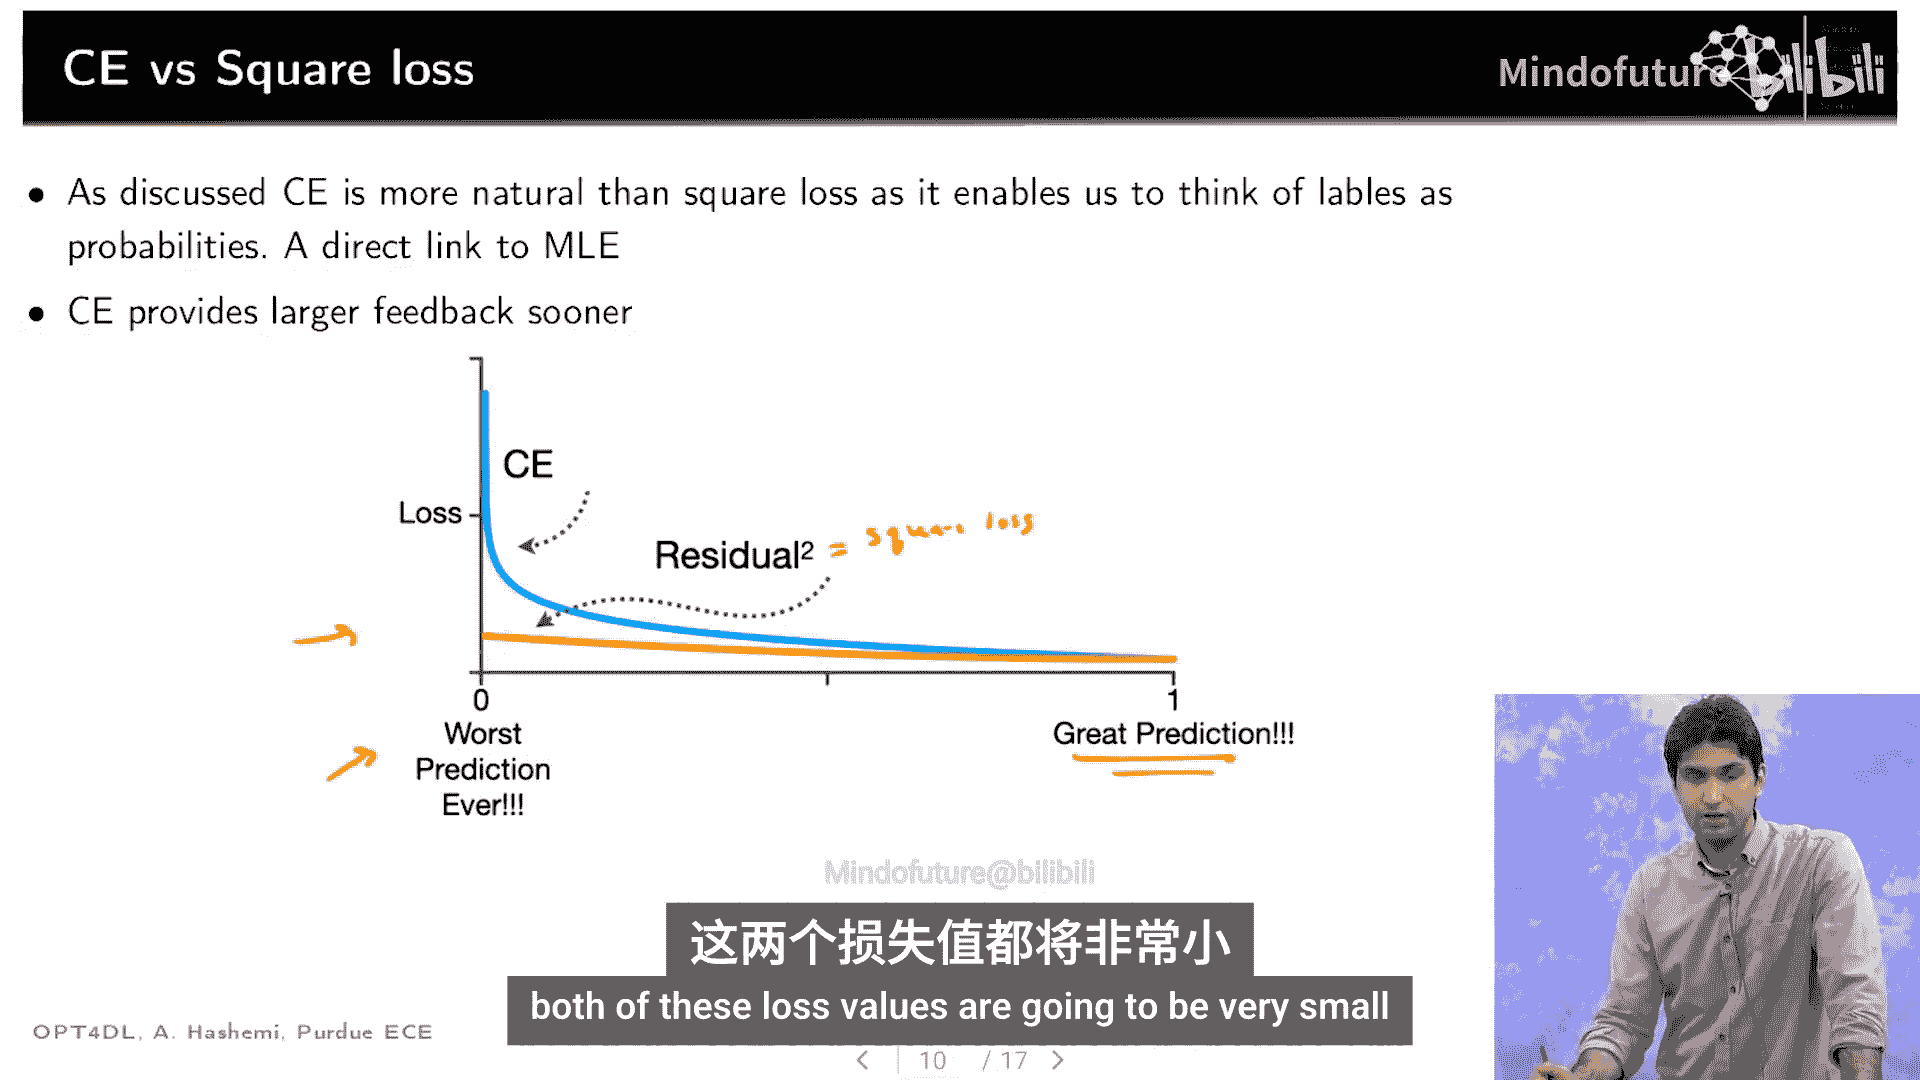 CE vs Square loss
Mindofuture bilibili
• As discussed CE is more natural than square loss as it enables us to think of lables as
probabilities. A direct link to MLE
• CE provides larger feedback sooner
CE
Loss
Residual² = square loss
0
1
Worst
Prediction
Ever!!!
Great Prediction!!!
Mindofuture@bilibili
这两个损失值都将非常小
both of these loss values are going to be very small
OPT4DL, A. Hashemi, Purdue ECE
10 / 17